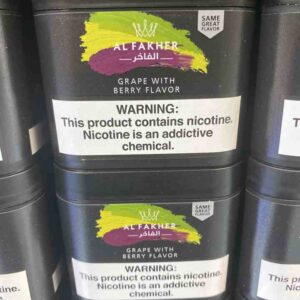 SAME
GREAT
FLAVOR
AL FAKHER
الفاخر
GRAPE WITH
BERRY FLAVOR
WARNING:
This product contains nicotine.
Nicotine is an addictive
chemical.
SAME
GREAT
FLAVOR
AL FAKHER
الفاخر
GRAPE WITH
BERRY FLAVOR
WARNING:
This product contains nicotine.
Nicotine is an addictive
chemical.
This p
Ni